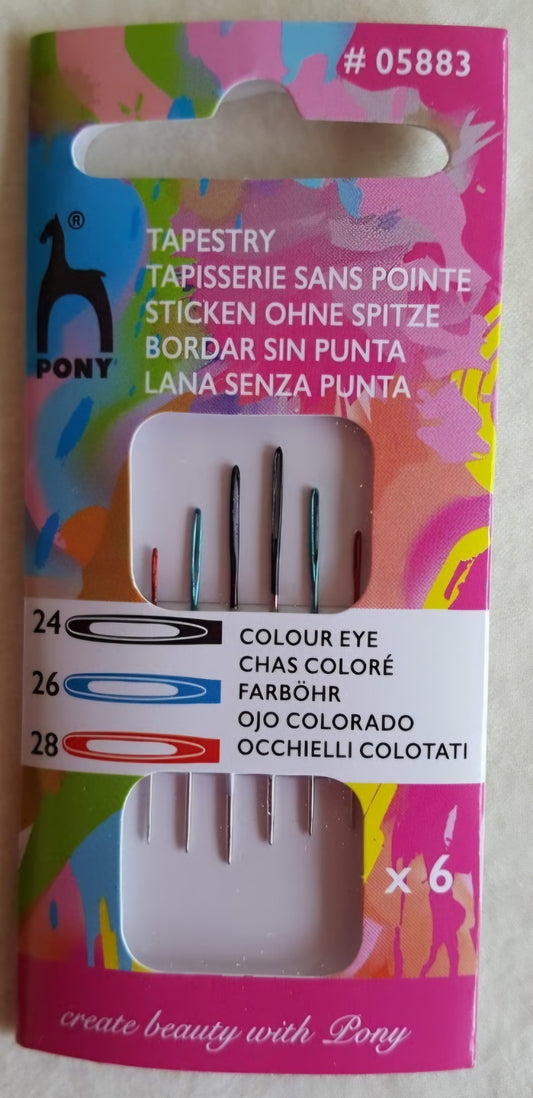 # 05883
®
PONY
TAPESTRY
TAPISSERIE SANS POINTE
STICKEN OHNE SPITZE
BORDAR SIN PUNTA
LANA SENZA PUNTA
24
26
28
COLOUR EYE
CHAS COLORÉ
FARBÖHR
OJO COLORADO
OCCHIELLI COLOTATI
x 6
create beauty with Pony